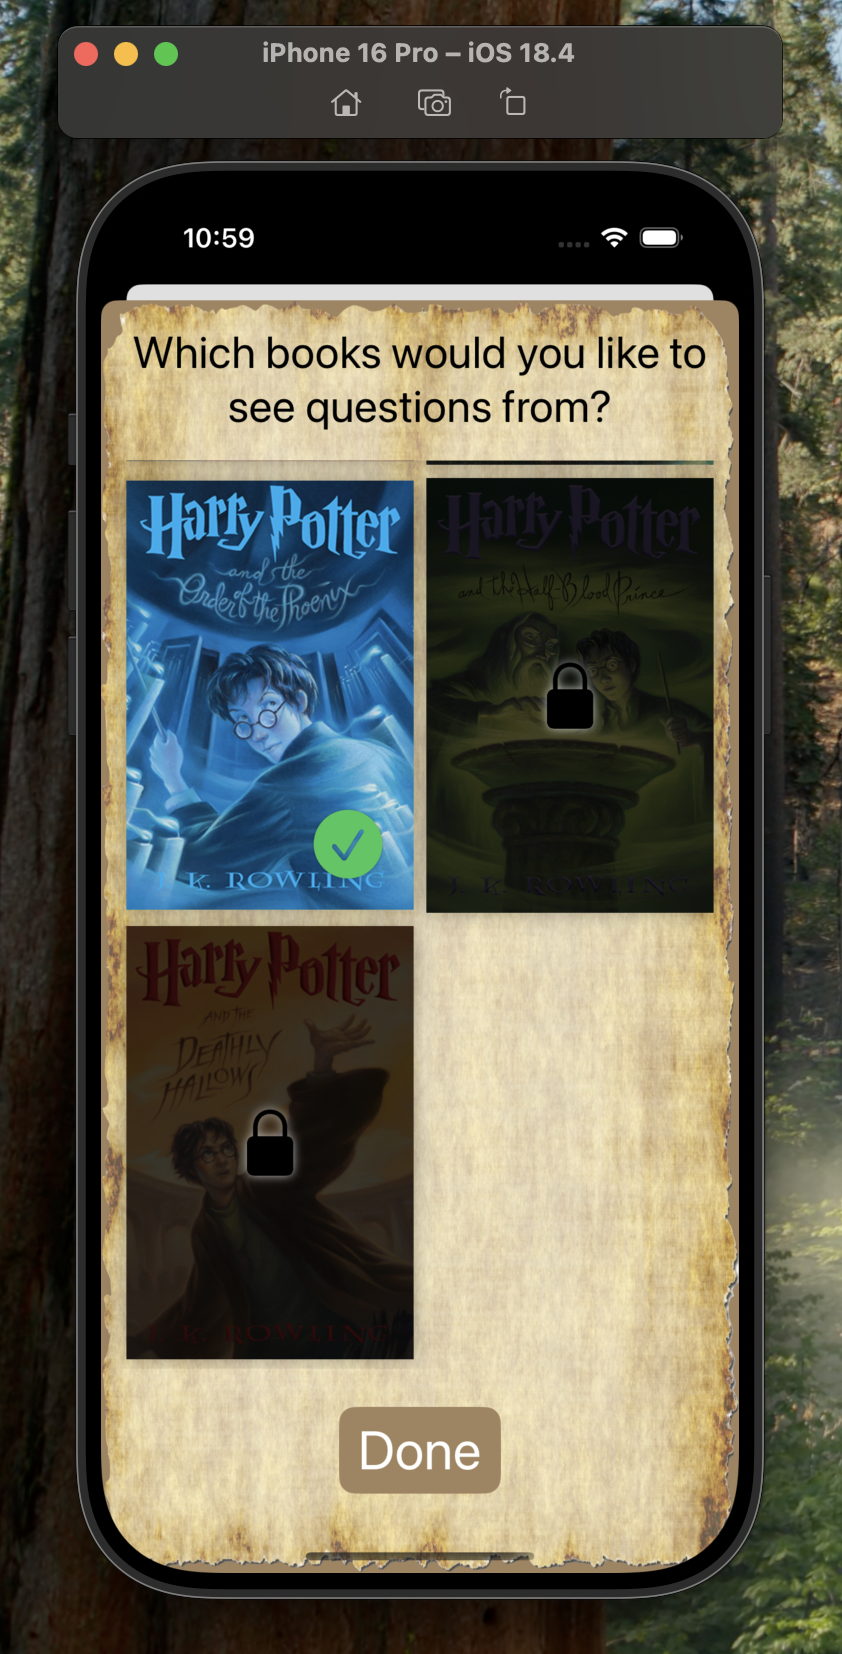 iPhone 16 Pro – iOS 18.4
10:59
Which books would you like to
see questions from?
Harry Potter
and the
Order of the Phoenix
J. K. ROWLING
Harry Potter
and the Half-Blood Prince
J. K. ROWLING
Harry Potter
AND THE
DEATHLY
HALLOWS
J. K. ROWLING
Done